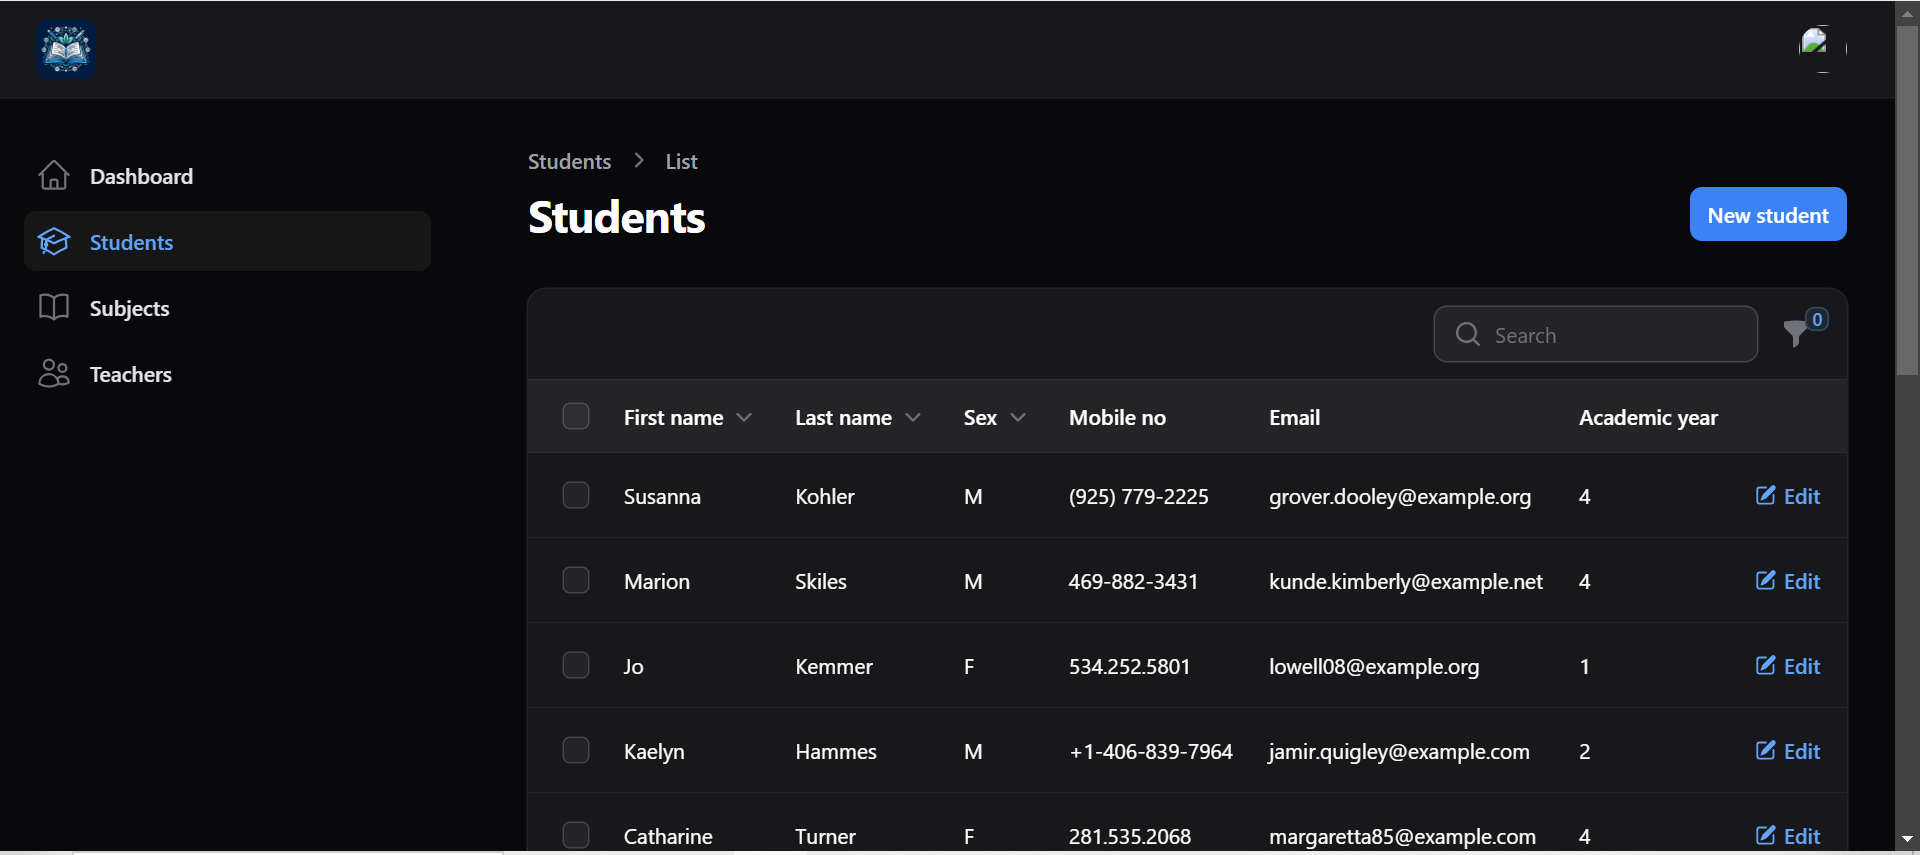 Dashboard
Students
Subjects
Teachers
Students > List
Students
New student
Search
0
First name Last name Sex Mobile no Email Academic year
Susanna Kohler M (925) 779-2225 grover.dooley@example.org 4 Edit
Marion Skiles M 469-882-3431 kunde.kimberly@example.net 4 Edit
Jo Kemmer F 534.252.5801 lowell08@example.org 1 Edit
Kaelyn Hammes M +1-406-839-7964 jamir.quigley@example.com 2 Edit
Catharine Turner F 281.535.2068 margaretta85@example.com 4 Edit